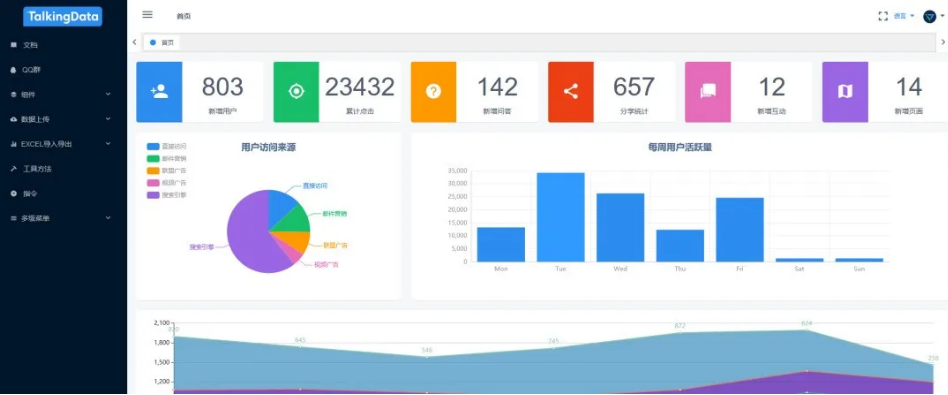 TalkingData
首页
语言
文档
首页
QQ群
组件
数据上传
EXCEL导入导出
工具方法
指令
多级菜单
803
新增用户
23432
累计点击
142
新增问答
657
分享统计
12
新增互动
14
新增页面
用户访问来源
直接访问
邮件营销
联盟广告
视频广告
搜索引擎
直接访问
邮件营销
联盟广告
视频广告
搜索引擎
每周用户活跃量
35,000
30,000
25,000
20,000
15,000
10,000
5,000
0
Mon
Tue
Wed
Thu
Fri
Sat
Sun
2,100
1,800
1,500
1,200
820
645
546
745
872
624
258